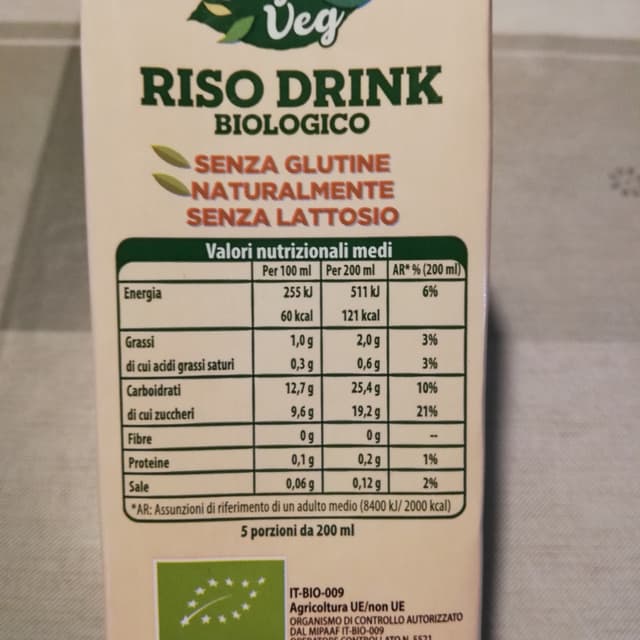 Veg
RISO DRINK
BIOLOGICO
SENZA GLUTINE
NATURALMENTE
SENZA LATTOSIO
Valori nutrizionali medi
Per 100 ml Per 200 ml AR* % (200 ml)
Energia 255 kJ 511 kJ 6%
60 kcal 121 kcal
Grassi 1,0 g 2,0 g 3%
di cui acidi grassi saturi 0,3 g 0,6 g 3%
Carboidrati 12,7 g 25,4 g 10%
di cui zuccheri 9,6 g 19,2 g 21%
Fibre 0 g 0 g --
Proteine 0,1 g 0,2 g 1%
Sale 0,06 g 0,12 g 2%
*AR: Assunzioni di riferimento di un adulto medio (8400 kJ/ 2000 kcal)
5 porzioni da 200 ml
IT-BIO-009
Agricoltura UE/non UE
ORGANISMO DI CONTROLLO AUTORIZZATO
DAL MIPAAF IT-BIO-009
OPERATORE CONTROLLATO N. 5521